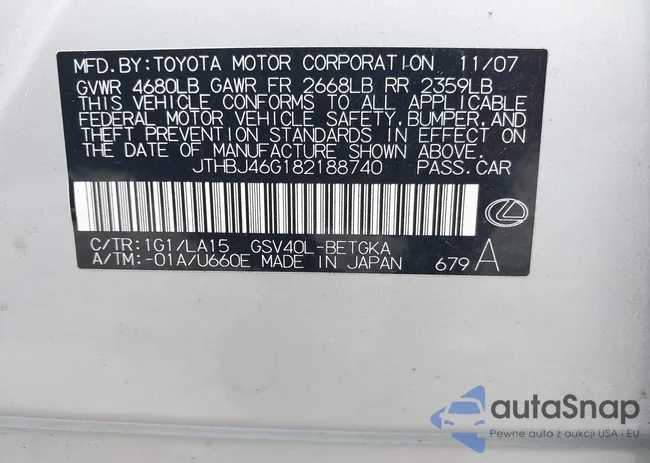 MFD.BY:TOYOTA MOTOR CORPORATION 11/07
GVWR 4680LB GAWR FR 2668LB RR 2359LB
THIS VEHICLE CONFORMS TO ALL APPLICABLE
FEDERAL MOTOR VEHICLE SAFETY,BUMPER,AND
THEFT PREVENTION STANDARDS IN EFFECT ON
THE DATE OF MANUFACTURE SHOWN ABOVE.
JTHBJ46G182188740 PASS.CAR
C/TR:1G1/LA15 GSV40L-BETGKA
A/TM:-01A/U660E MADE IN JAPAN 679A
autaSnap
Pewne auta z aukcji USA i EU